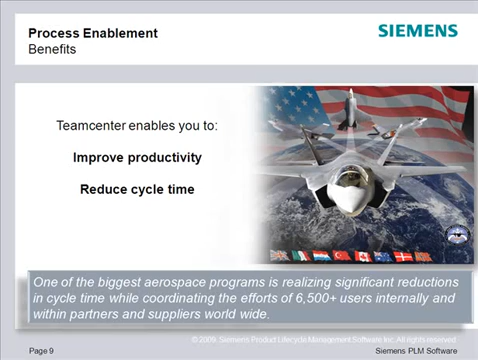 Process Enablement
Benefits
SIEMENS
Teamcenter enables you to:
Improve productivity
Reduce cycle time
One of the biggest aerospace programs is realizing significant reductions
in cycle time while coordinating the efforts of 6,500+ users internally and
within partners and suppliers world wide.
© 2009. Siemens Product Lifecycle Management Software Inc. All rights reserved
Page 9
Siemens PLM Software